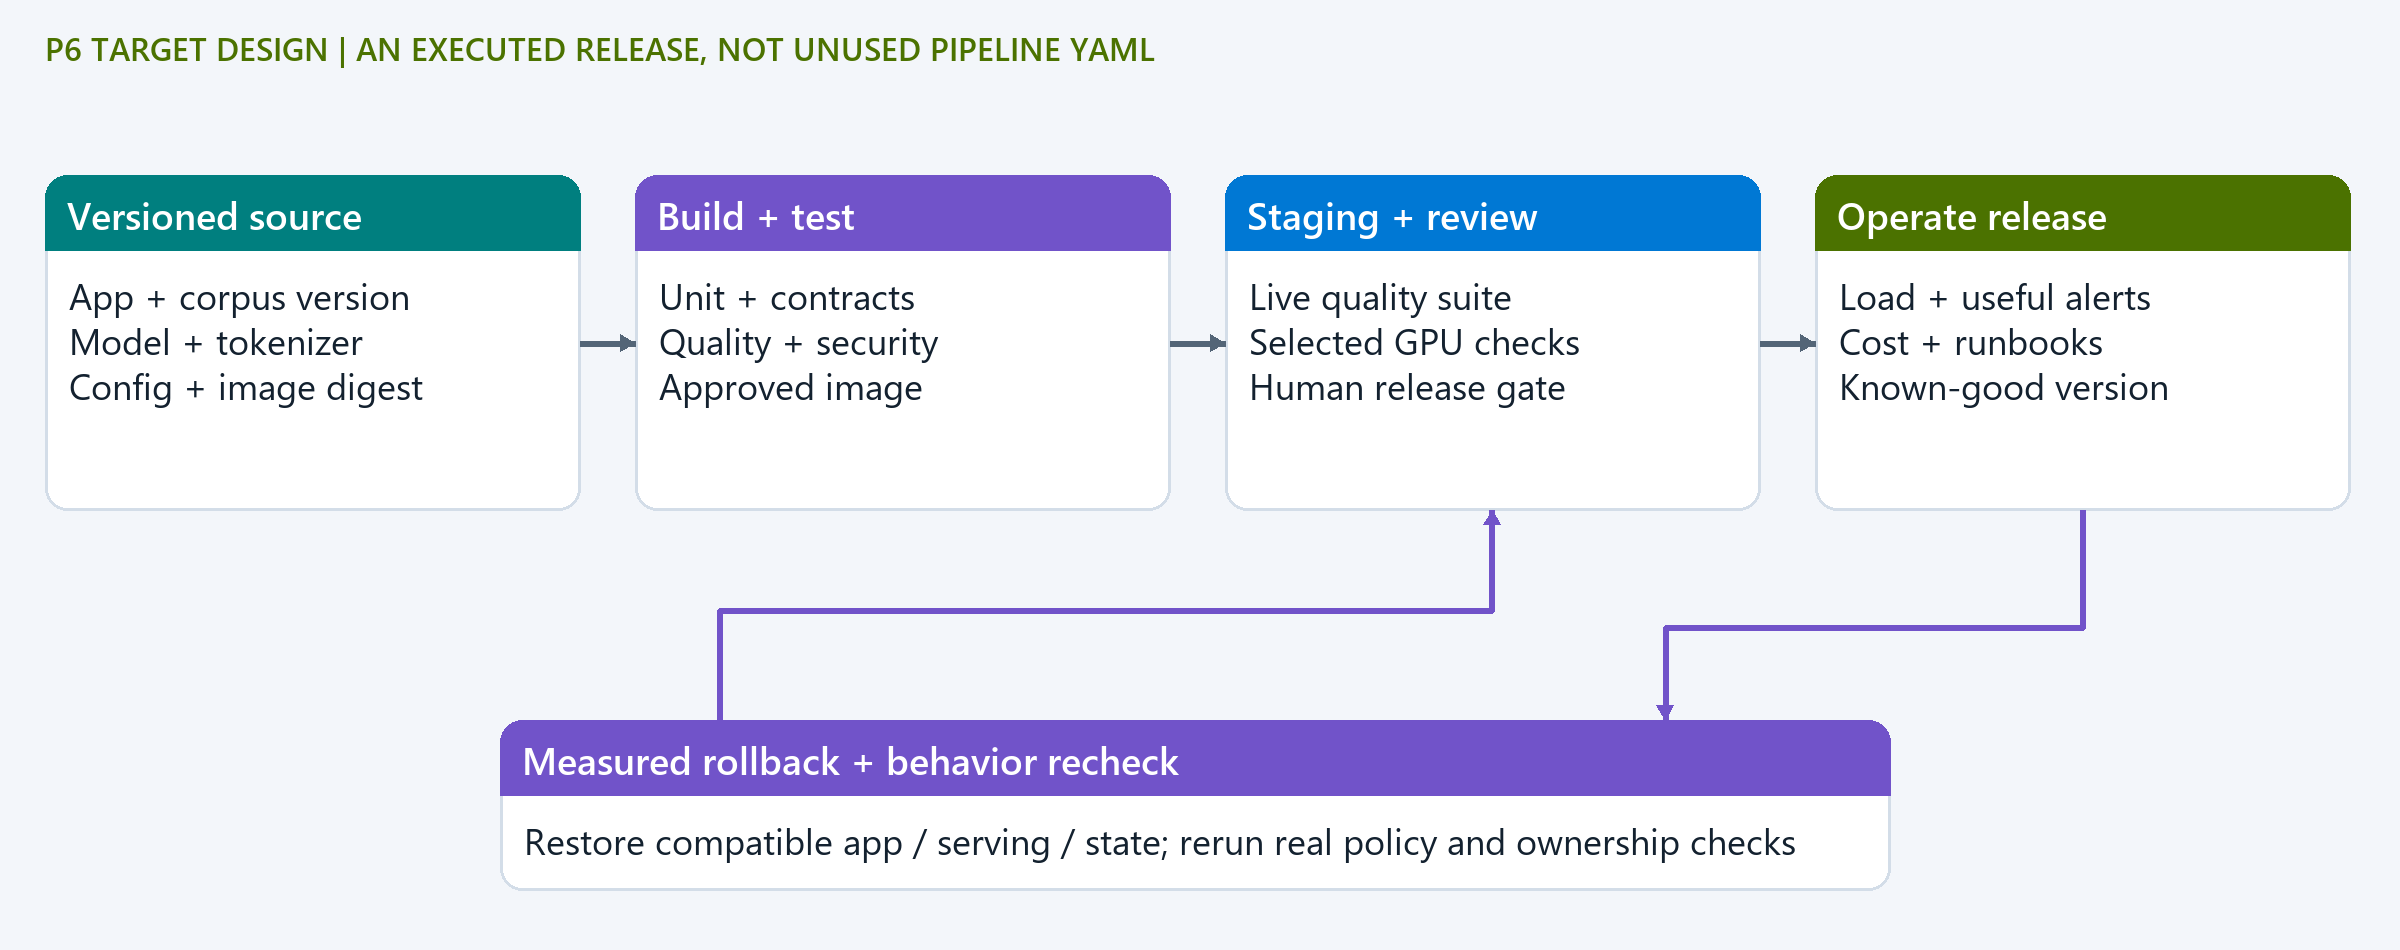 P6 TARGET DESIGN | AN EXECUTED RELEASE, NOT UNUSED PIPELINE YAML
Versioned source
App + corpus version
Model + tokenizer
Config + image digest
Build + test
Unit + contracts
Quality + security
Approved image
Staging + review
Live quality suite
Selected GPU checks
Human release gate
Operate release
Load + useful alerts
Cost + runbooks
Known-good version
Measured rollback + behavior recheck
Restore compatible app / serving / state; rerun real policy and ownership checks